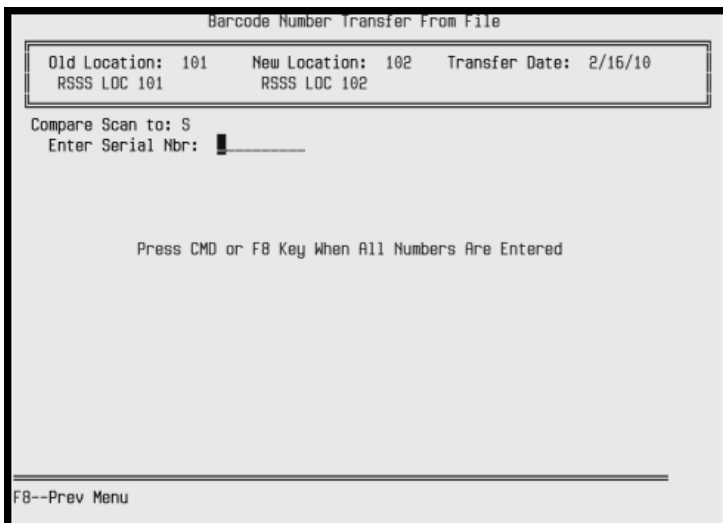 Barcode Number Transfer From File
Old Location: 101 New Location: 102 Transfer Date: 2/16/10
RSSS LOC 101 RSSS LOC 102
Compare Scan to: S
Enter Serial Nbr: __________
Press CMD or F8 Key When All Numbers Are Entered
F8--Prev Menu